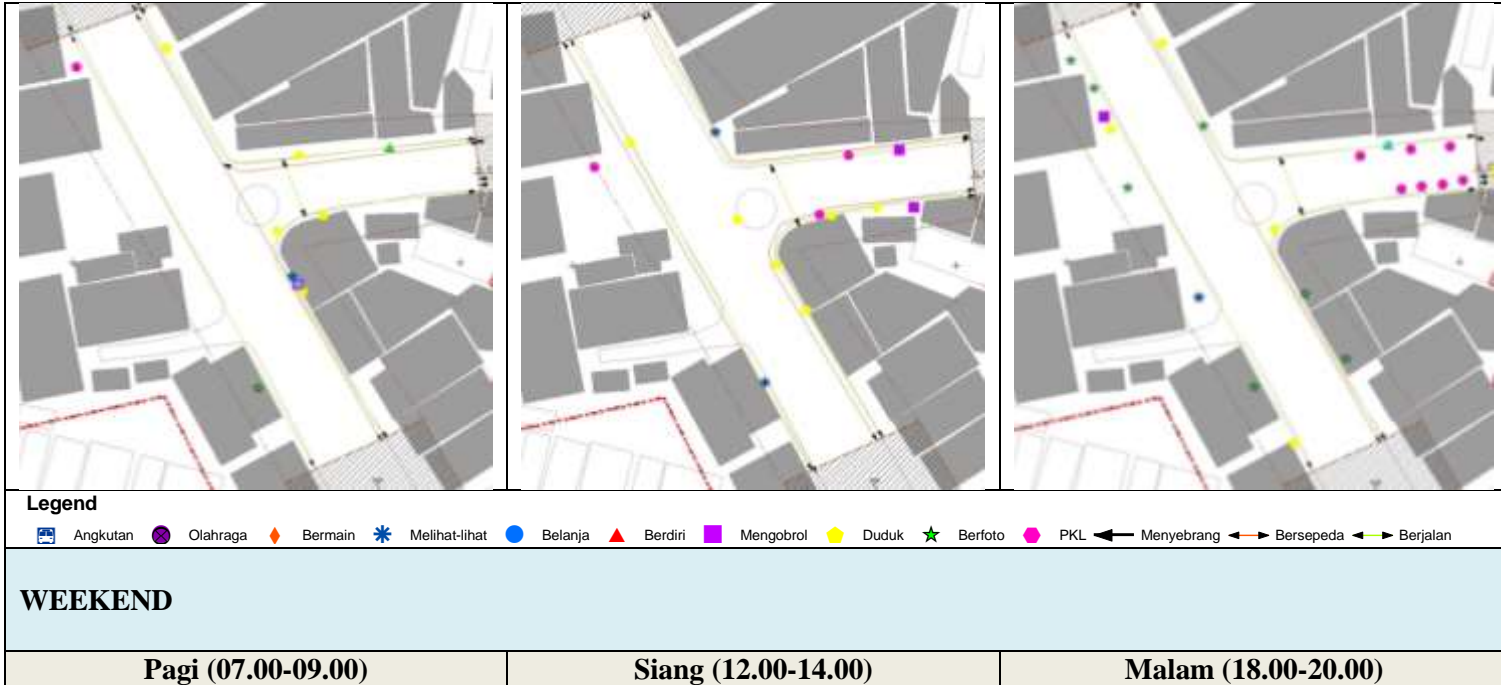 Legend
Angkutan Olahraga Bermain Melihat-lihat Belanja Berdiri Mengobrol Duduk Berfoto PKL Menyebrang Bersepeda Berjalan
WEEKEND
Pagi (07.00-09.00) Siang (12.00-14.00) Malam (18.00-20.00)